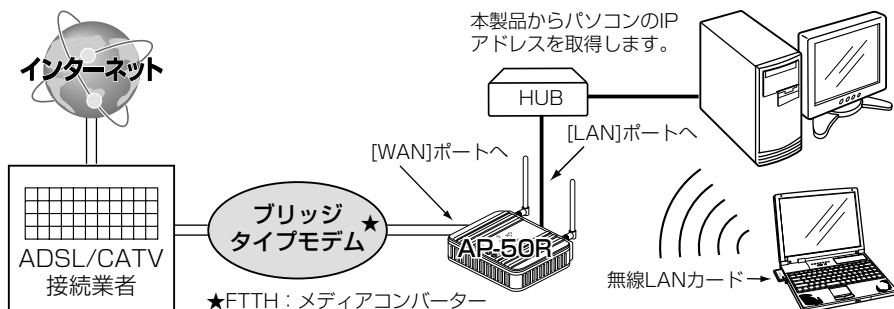 本製品からパソコンのIP
アドレスを取得します。
インターネット
HUB
[WAN]ポートへ
[LAN]ポートへ
ブリッジ
タイプモデム★
AP-50R
ADSL/CATV
接続業者
無線LANカード
★FTTH：メディアコンバーター